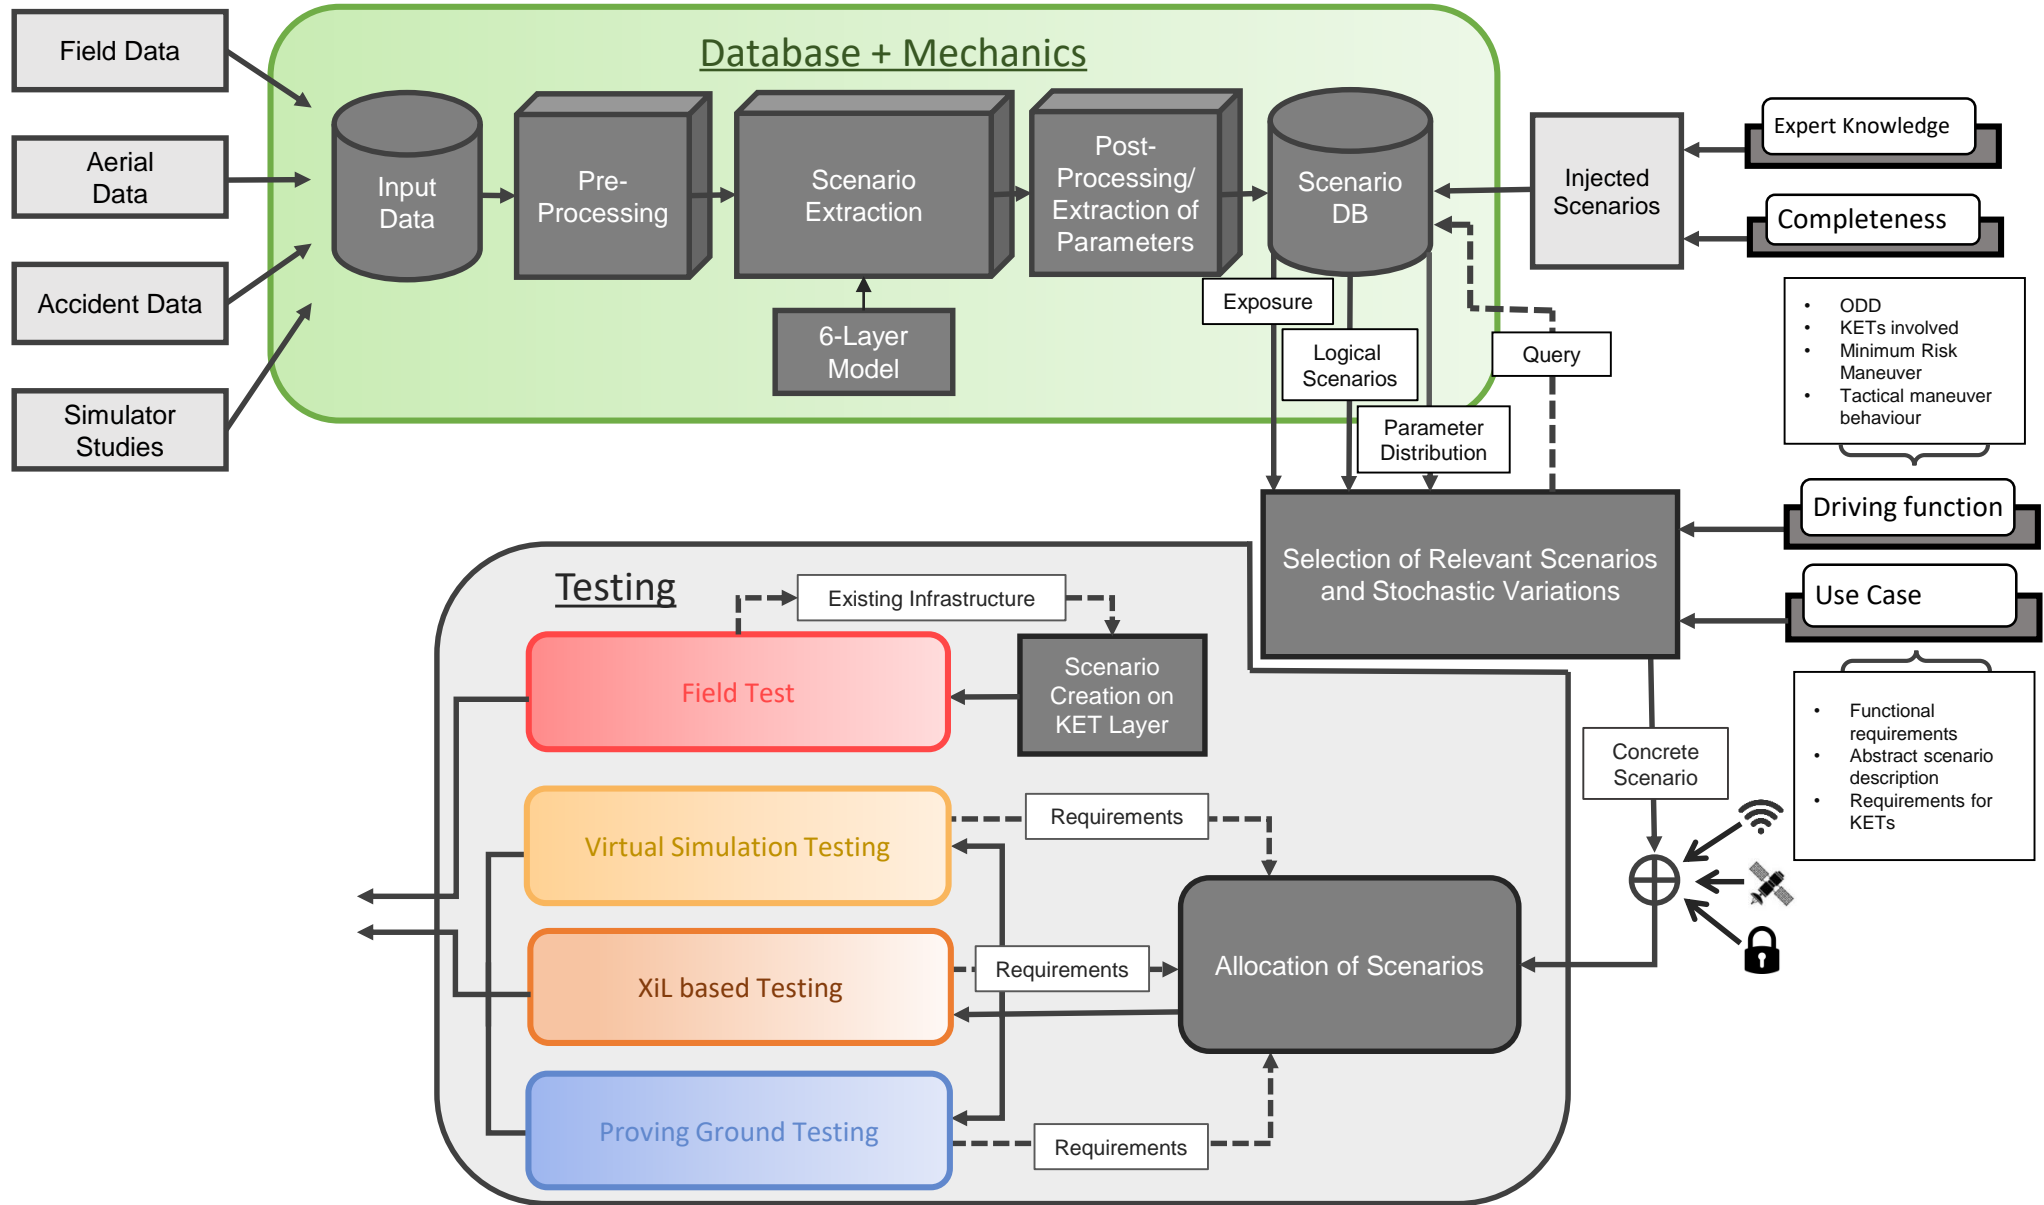 Field Data
Aerial
Data
Accident Data
Simulator
Studies
Database + Mechanics
Input
Data
Pre-
Processing
Scenario
Extraction
6-Layer
Model
Post-
Processing/
Extraction of
Parameters
Scenario
DB
Injected
Scenarios
Expert Knowledge
Completeness
Exposure
Logical
Scenarios
Parameter
Distribution
Query
• ODD
• KETs involved
• Minimum Risk
Maneuver
• Tactical maneuver
behaviour
Driving function
Use Case
Selection of Relevant Scenarios
and Stochastic Variations
• Functional
requirements
• Abstract scenario
description
• Requirements for
KETs
Concrete
Scenario
Testing
Existing Infrastructure
Field Test
Scenario
Creation on
KET Layer
Virtual Simulation Testing
Requirements
XiL based Testing
Requirements
Allocation of Scenarios
Proving Ground Testing
Requirements